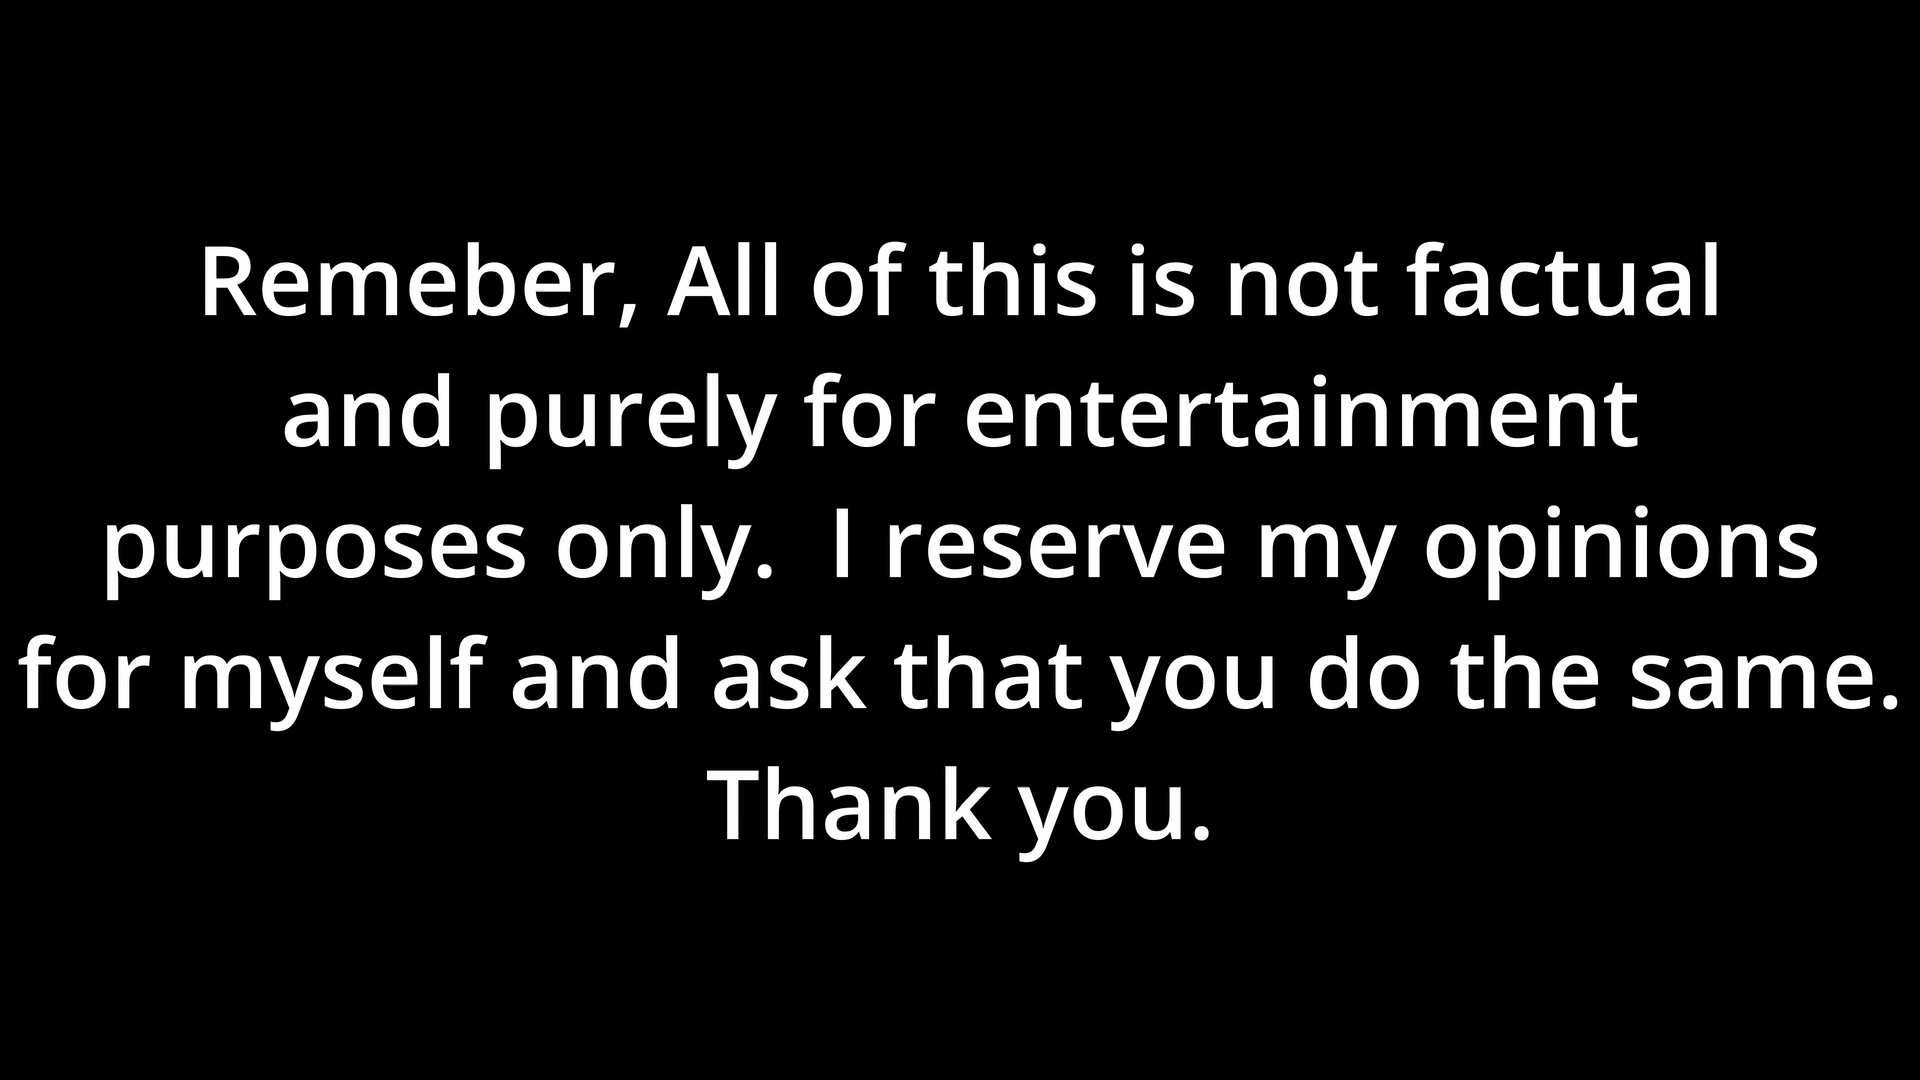 Remeber, All of this is not factual
and purely for entertainment
purposes only.  I reserve my opinions
for myself and ask that you do the same.
Thank you.